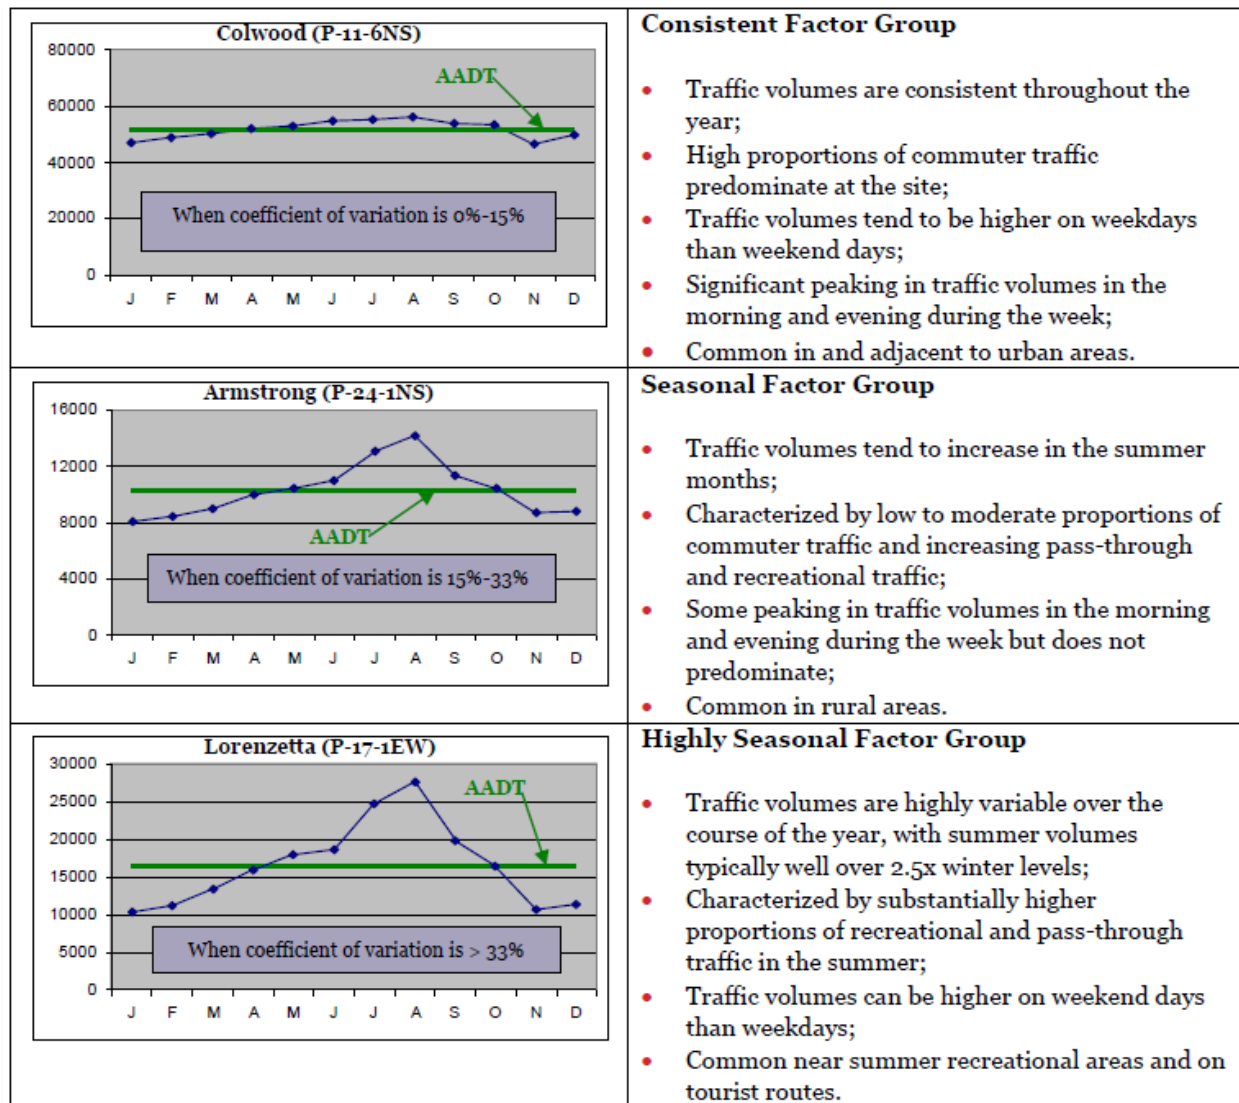 Colwood (P-11-6NS)
80000
60000
40000
20000
0
AADT
When coefficient of variation is 0%-15%
J F M A M J J A S O N D
Consistent Factor Group
• Traffic volumes are consistent throughout the
year;
• High proportions of commuter traffic
predominate at the site;
• Traffic volumes tend to be higher on weekdays
than weekend days;
• Significant peaking in traffic volumes in the
morning and evening during the week;
• Common in and adjacent to urban areas.
Armstrong (P-24-1NS)
16000
12000
8000
4000
0
AADT
When coefficient of variation is 15%-33%
J F M A M J J A S O N D
Seasonal Factor Group
• Traffic volumes tend to increase in the summer
months;
• Characterized by low to moderate proportions of
commuter traffic and increasing pass-through
and recreational traffic;
• Some peaking in traffic volumes in the morning
and evening during the week but does not
predominate;
• Common in rural areas.
Lorenzetta (P-17-1EW)
30000
25000
20000
15000
10000
5000
0
AADT
When coefficient of variation is > 33%
J F M A M J J A S O N D
Highly Seasonal Factor Group
• Traffic volumes are highly variable over the
course of the year, with summer volumes
typically well over 2.5x winter levels;
• Characterized by substantially higher
proportions of recreational and pass-through
traffic in the summer;
• Traffic volumes can be higher on weekend days
than weekdays;
• Common near summer recreational areas and on
tourist routes.